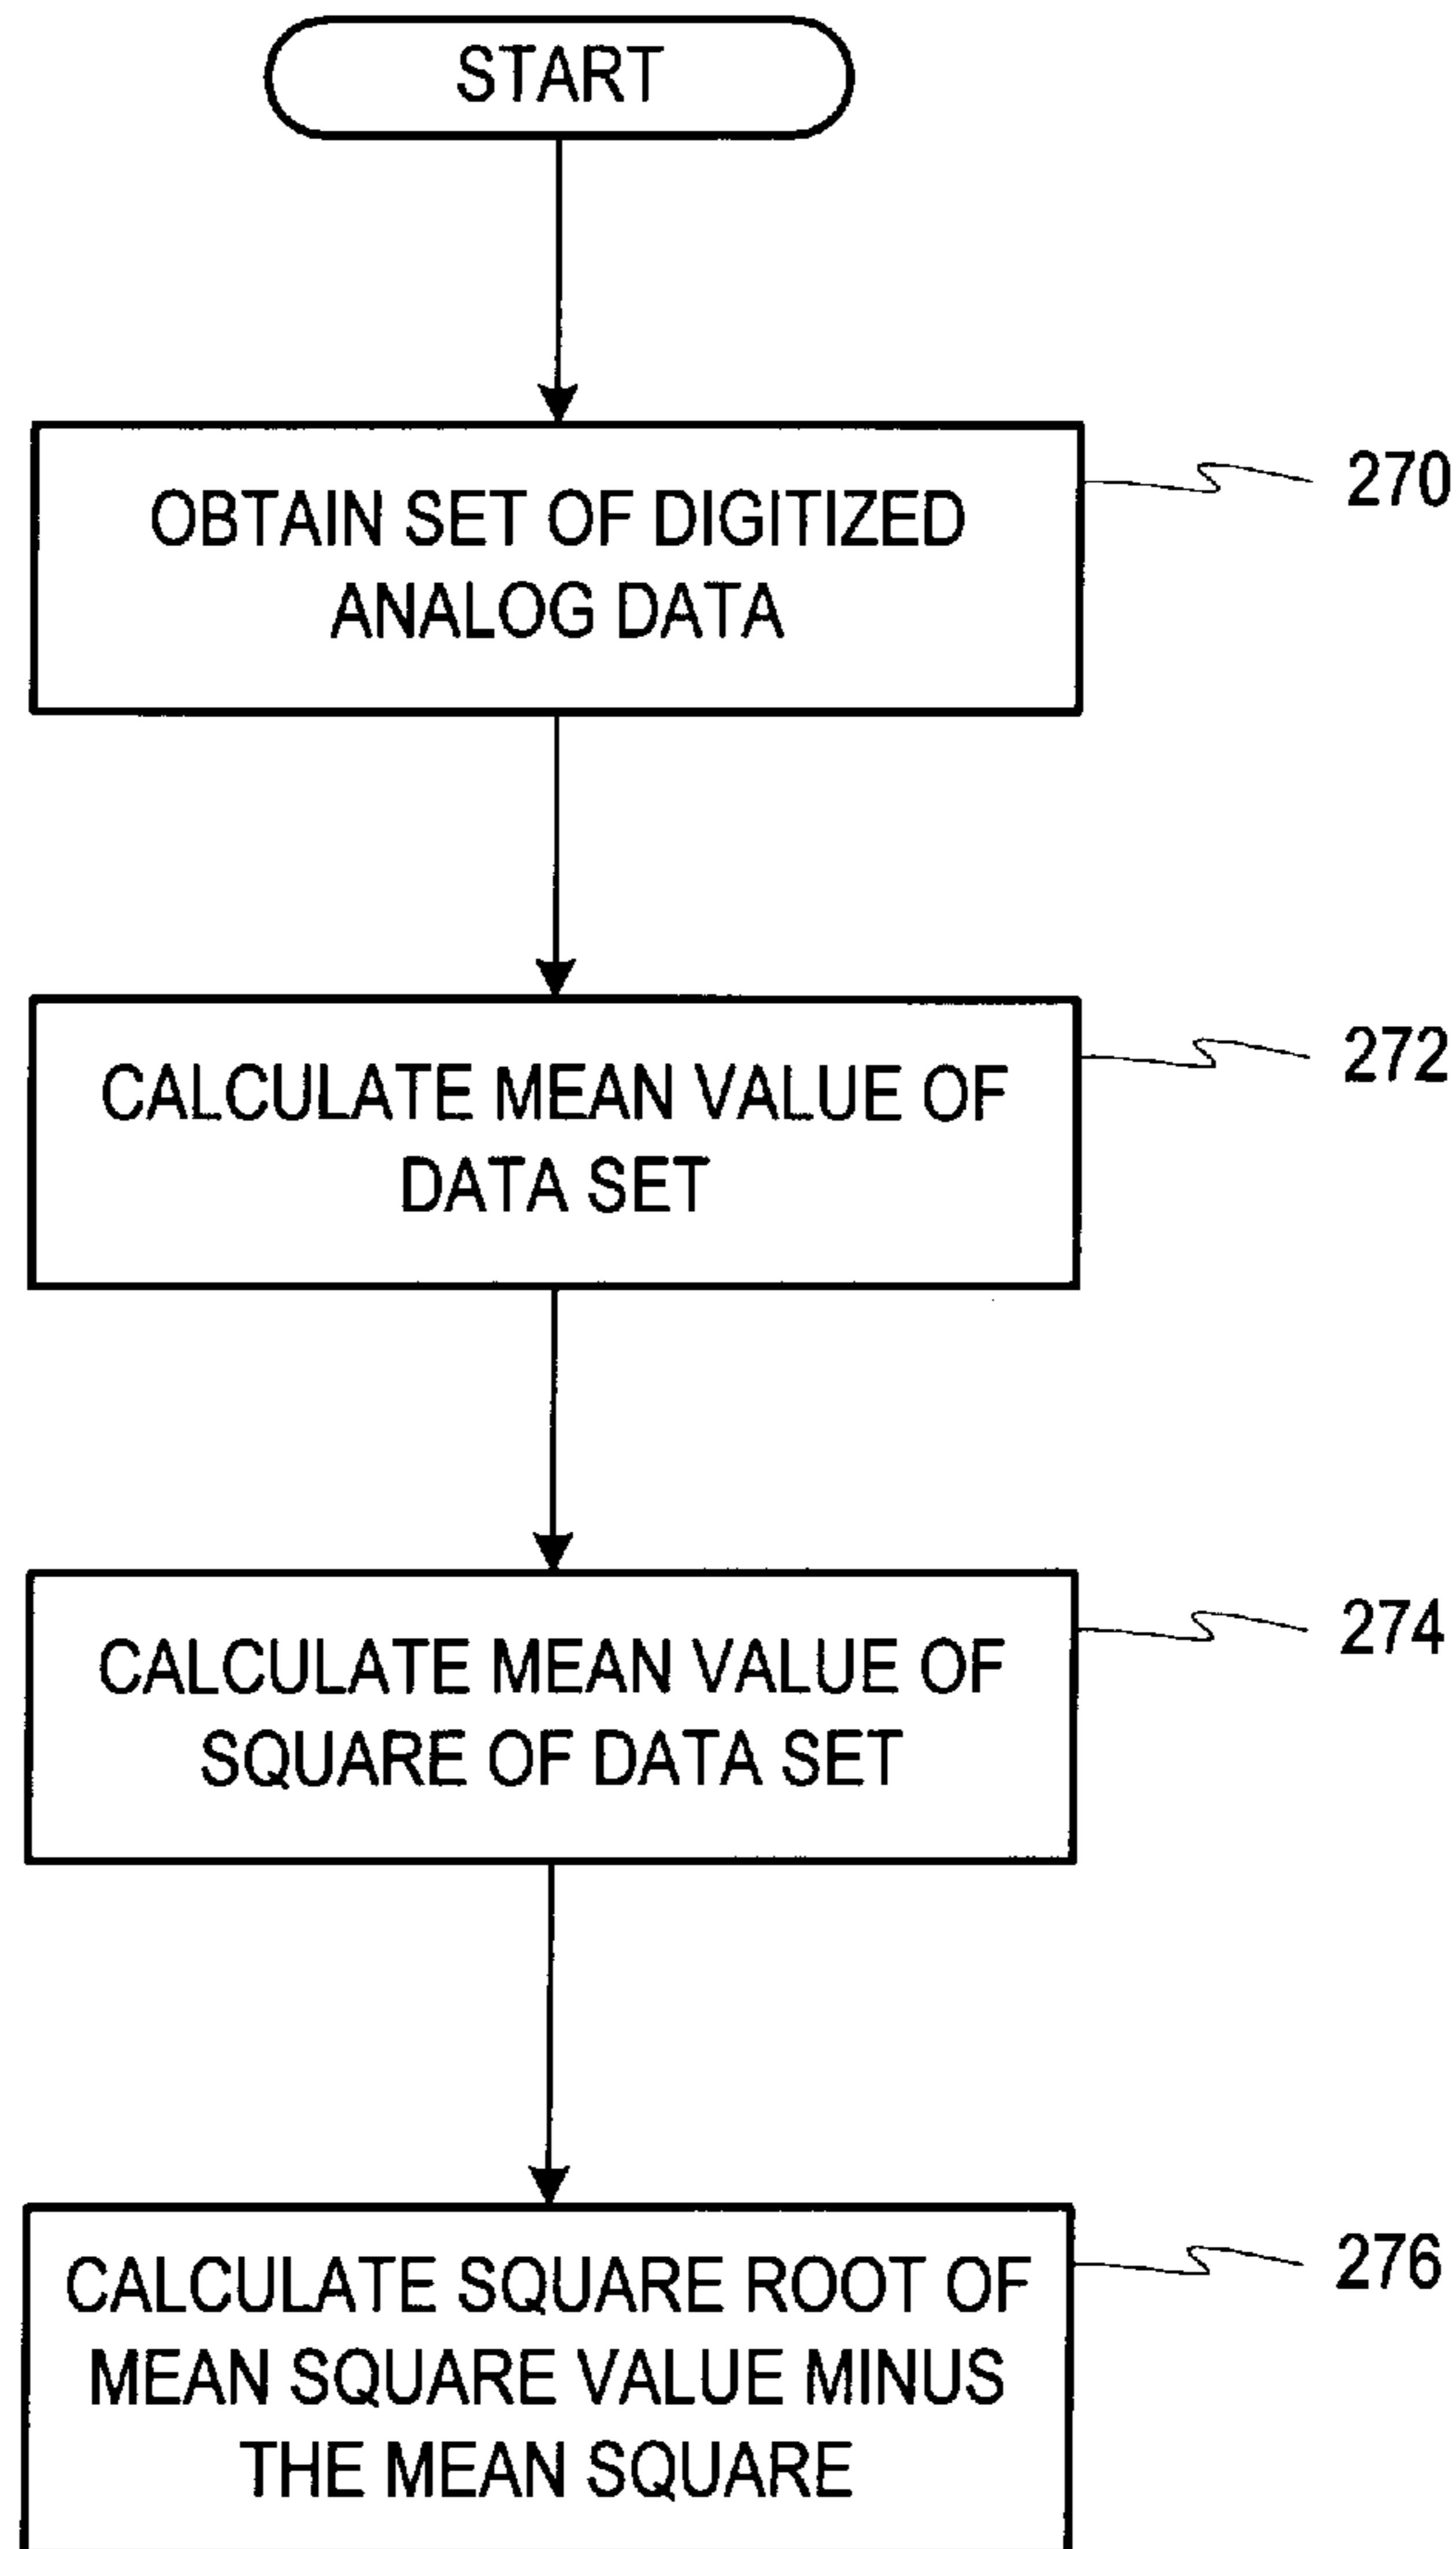 START
OBTAIN SET OF DIGITIZED
ANALOG DATA
270
CALCULATE MEAN VALUE OF
DATA SET
272
CALCULATE MEAN VALUE OF
SQUARE OF DATA SET
274
CALCULATE SQUARE ROOT OF
MEAN SQUARE VALUE MINUS
THE MEAN SQUARE
276